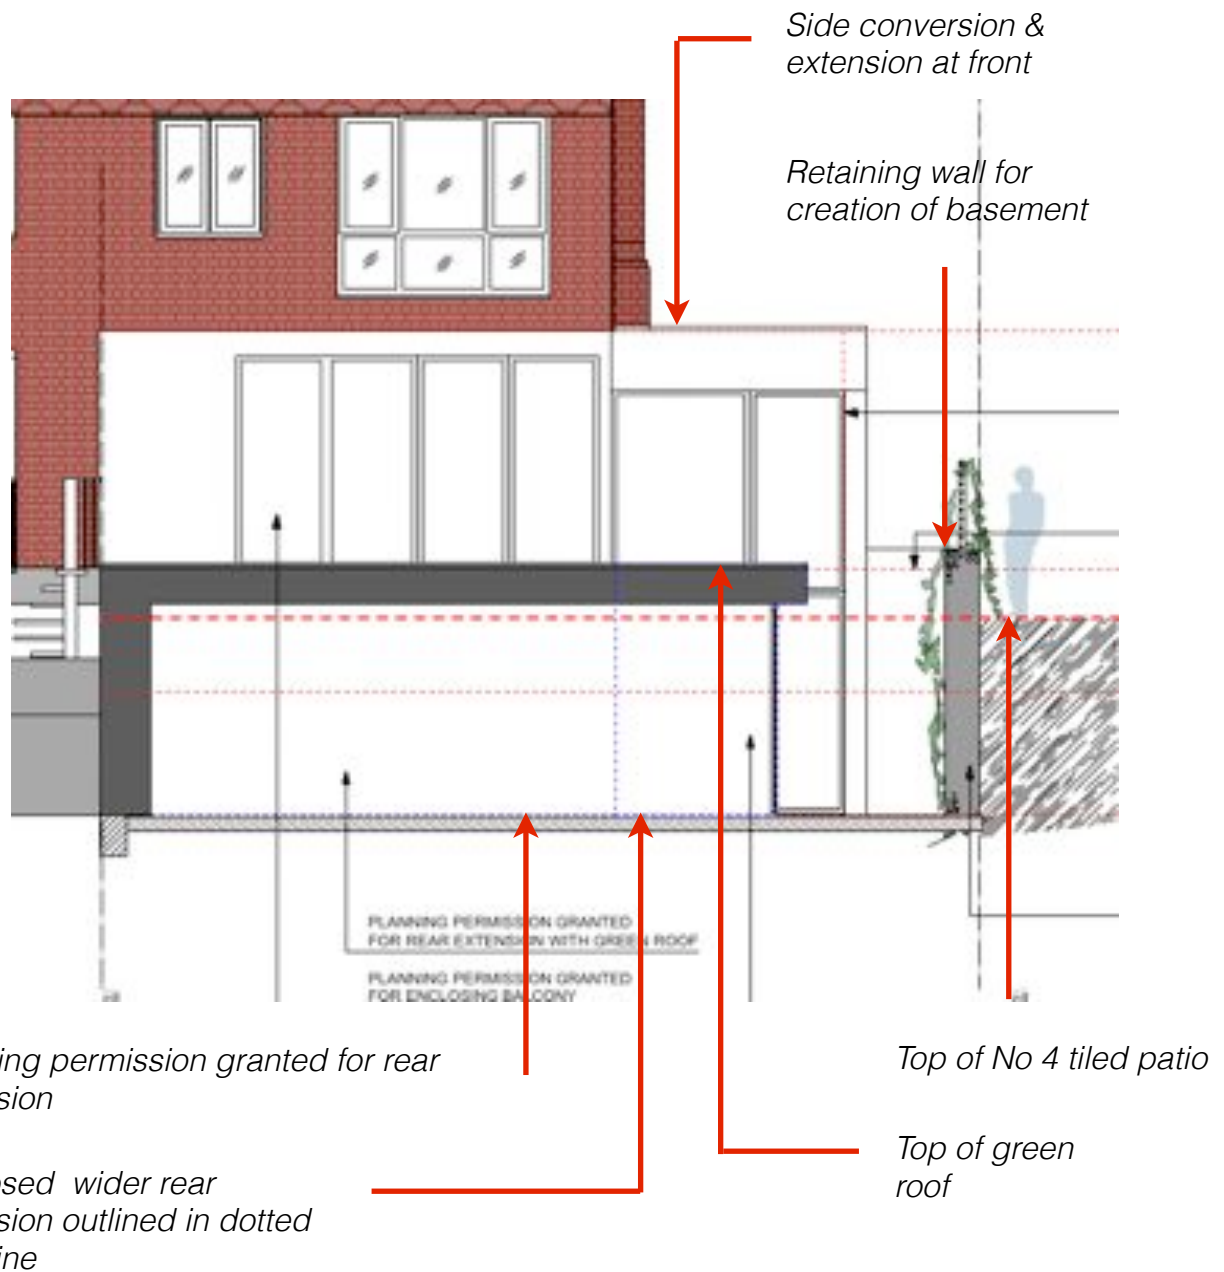 Side conversion &
extension at front
Retaining wall for
creation of basement
PLANNING PERMISSION GRANTED
FOR REAR EXTENSION WITH GREEN ROOF
PLANNING PERMISSION GRANTED
FOR ENCLOSING BALCONY
ing permission granted for rear
sion
sed wider rear
sion outlined in dotted
ine
Top of No 4 tiled patio
Top of green
roof